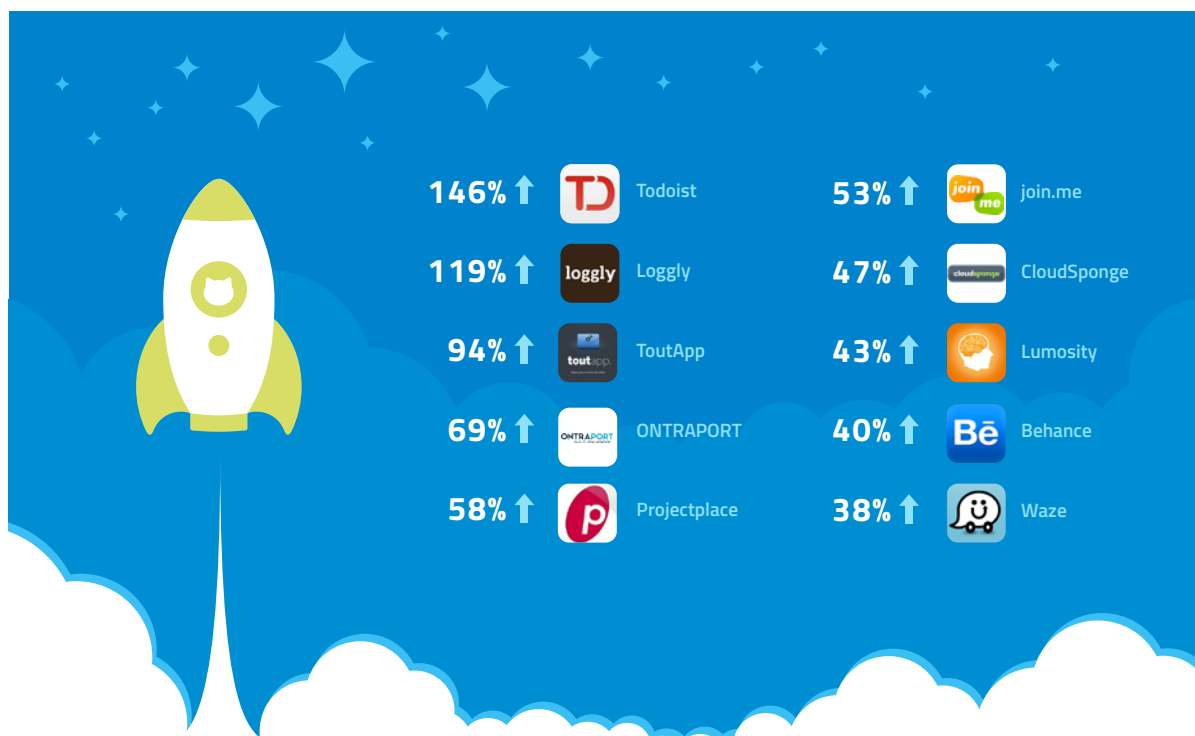 146% TD Todoist
119% loggly Loggly
94% toutapp. ToutApp
69% ONTRAPORT ONTRAPORT
58% p Projectplace
53% join me join.me
47% cloudsponge CloudSponge
43% Lumosity
40% Bē Behance
38% Waze